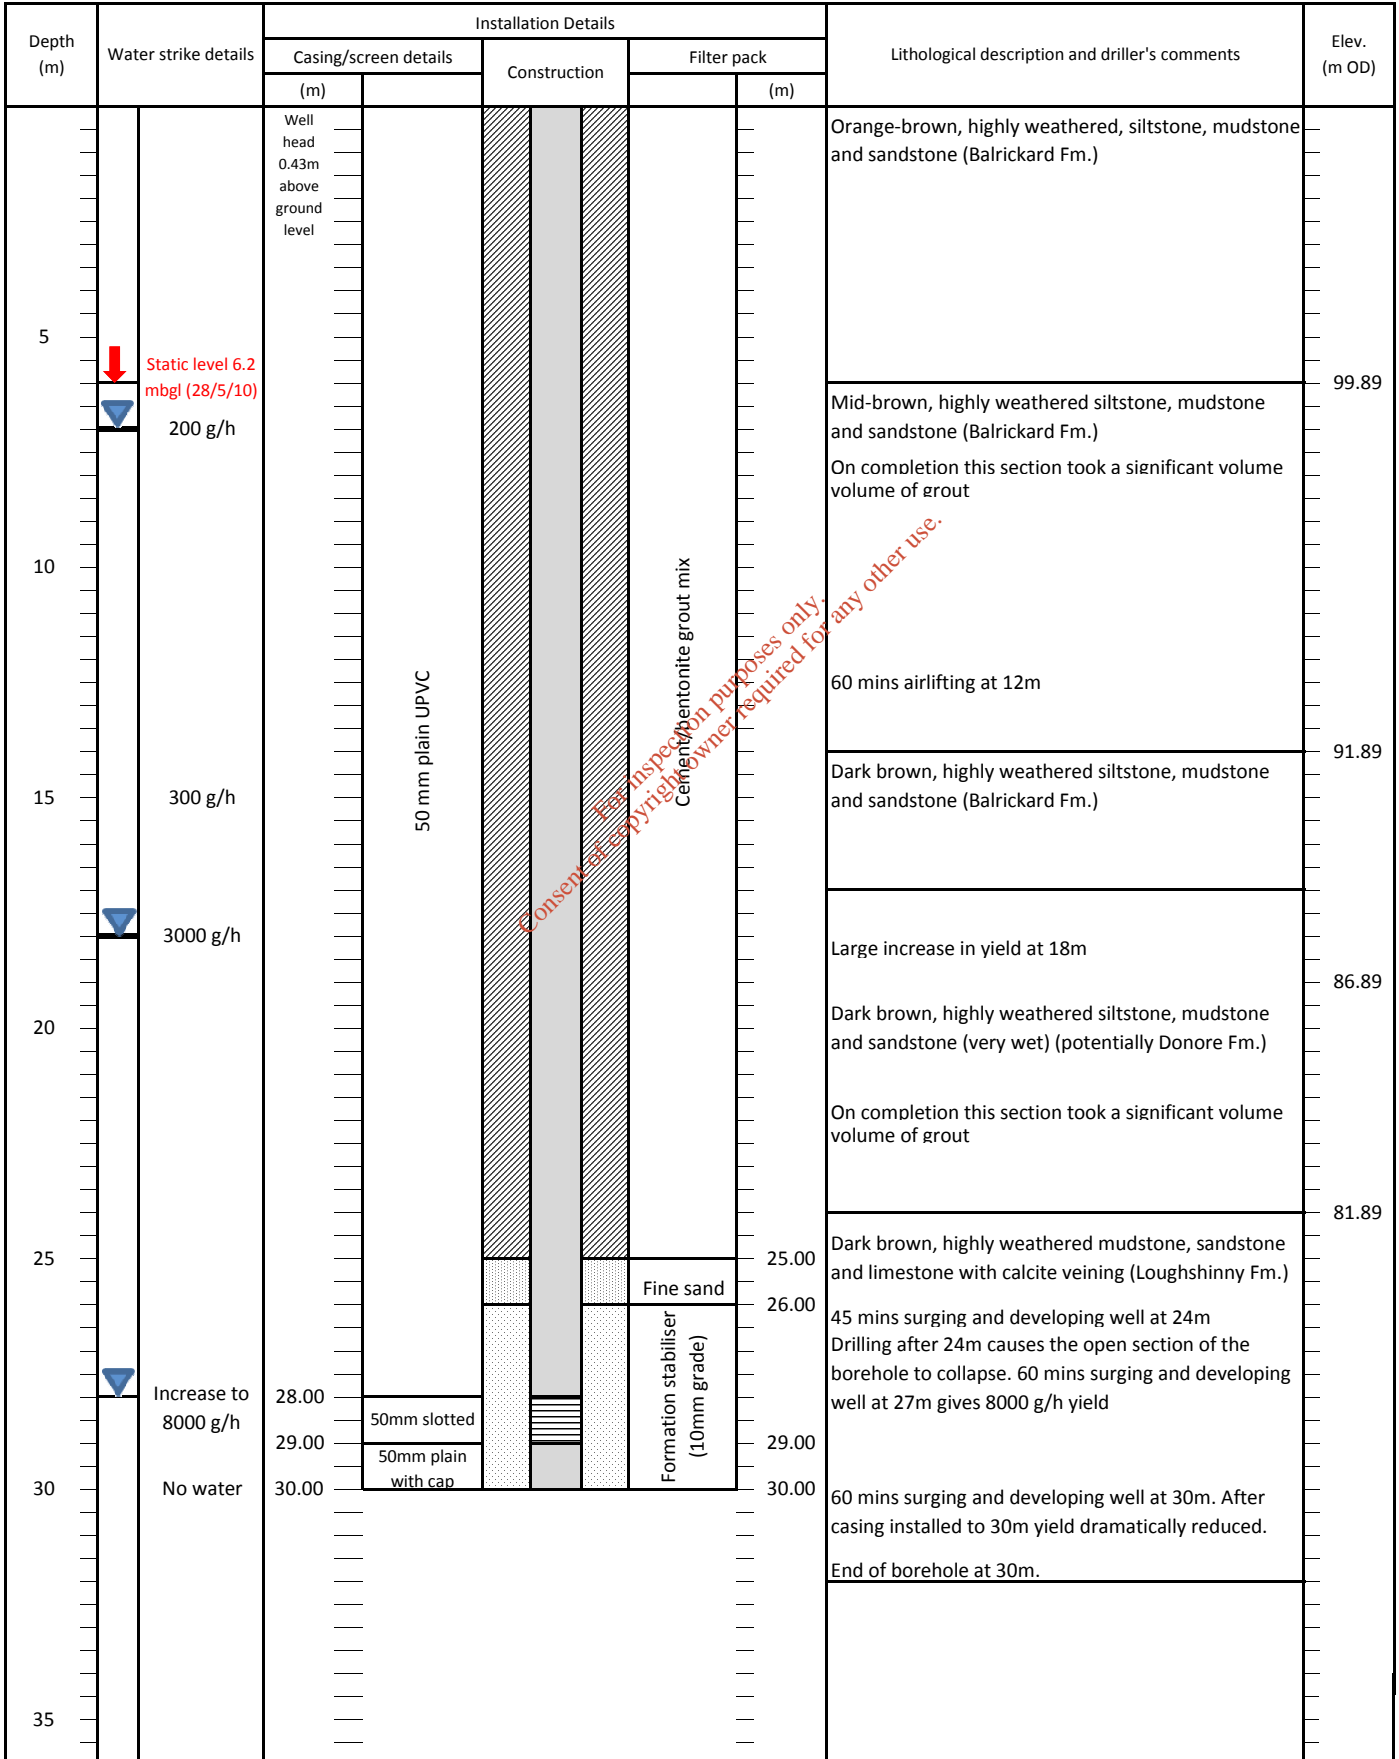 Installation Details
Depth
(m)
Water strike details
Casing/screen details
Construction
Filter pack
Lithological description and driller's comments
Elev.
(m OD)
(m)
(m)
Well
head
0.43m
above
ground
level
Orange-brown, highly weathered, siltstone, mudstone
and sandstone (Balrickard Fm.)
5
Static level 6.2
mbgl (28/5/10)
99.89
Mid-brown, highly weathered siltstone, mudstone
and sandstone (Balrickard Fm.)
200 g/h
On completion this section took a significant volume
volume of grout
10
50 mm plain UPVC
Cement/bentonite grout mix
For inspection purposes only.
Consent of copyright owner required for any other use.
60 mins airlifting at 12m
91.89
Dark brown, highly weathered siltstone, mudstone
and sandstone (Balrickard Fm.)
15
300 g/h
3000 g/h
Large increase in yield at 18m
86.89
20
Dark brown, highly weathered siltstone, mudstone
and sandstone (very wet) (potentially Donore Fm.)
On completion this section took a significant volume
volume of grout
81.89
25
25.00
Dark brown, highly weathered mudstone, sandstone
and limestone with calcite veining (Loughshinny Fm.)
Fine sand
26.00
45 mins surging and developing well at 24m
Drilling after 24m causes the open section of the
borehole to collapse. 60 mins surging and developing
well at 27m gives 8000 g/h yield
Formation stabiliser
(10mm grade)
Increase to
8000 g/h
28.00
50mm slotted
29.00
29.00
50mm plain
with cap
30
No water
30.00
30.00
60 mins surging and developing well at 30m. After
casing installed to 30m yield dramatically reduced.
End of borehole at 30m.
35